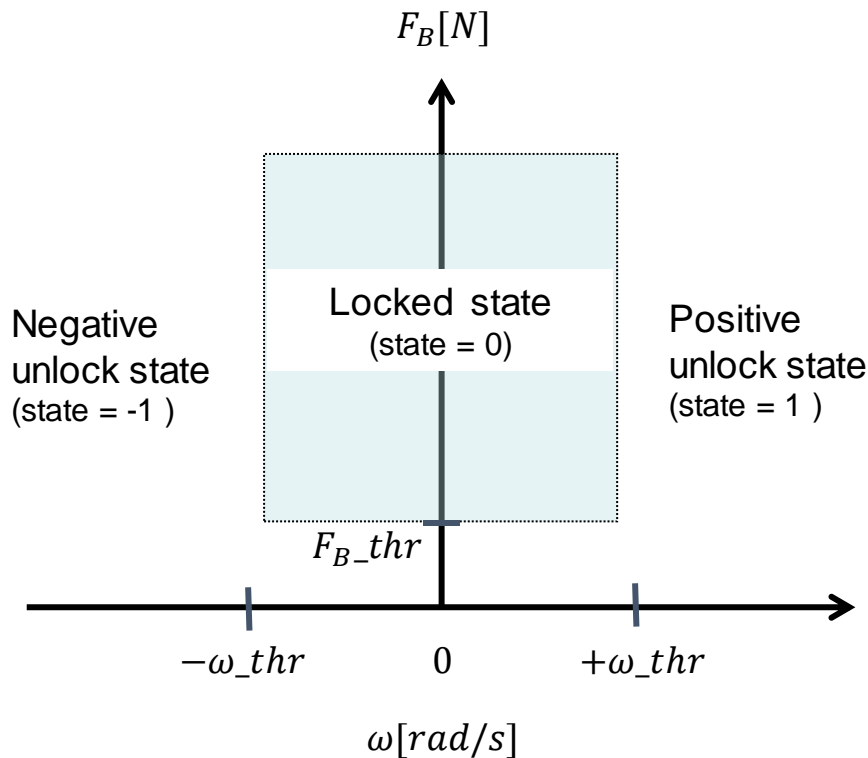 F_B[N]
Locked state
(state = 0)
Negative
unlock state
(state = -1 )
Positive
unlock state
(state = 1 )
F_B_thr
−ω_thr
0
+ω_thr
ω[rad/s]